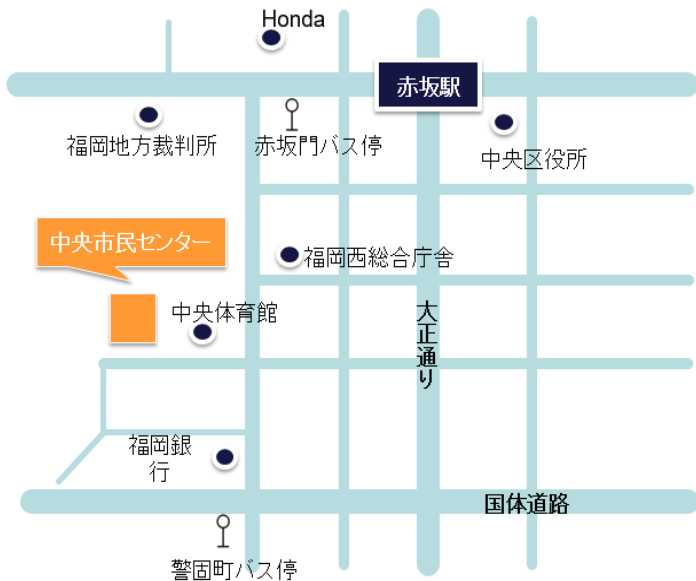 Honda
赤坂駅
福岡地方裁判所
赤坂門バス停
中央区役所
中央市民センター
福岡西総合庁舎
中央体育館
大正通り
福岡銀
行
国体道路
警固町バス停